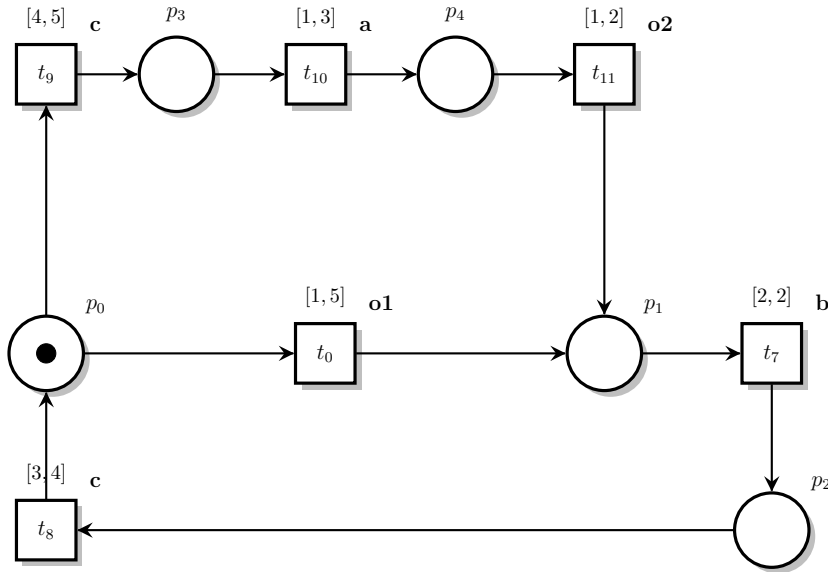 [4, 5] c
p3
[1, 3] a
p4
[1, 2] o2
t9
t10
t11
p0
[1, 5] o1
p1
[2, 2] b
t0
t7
[3, 4] c
p2
t8